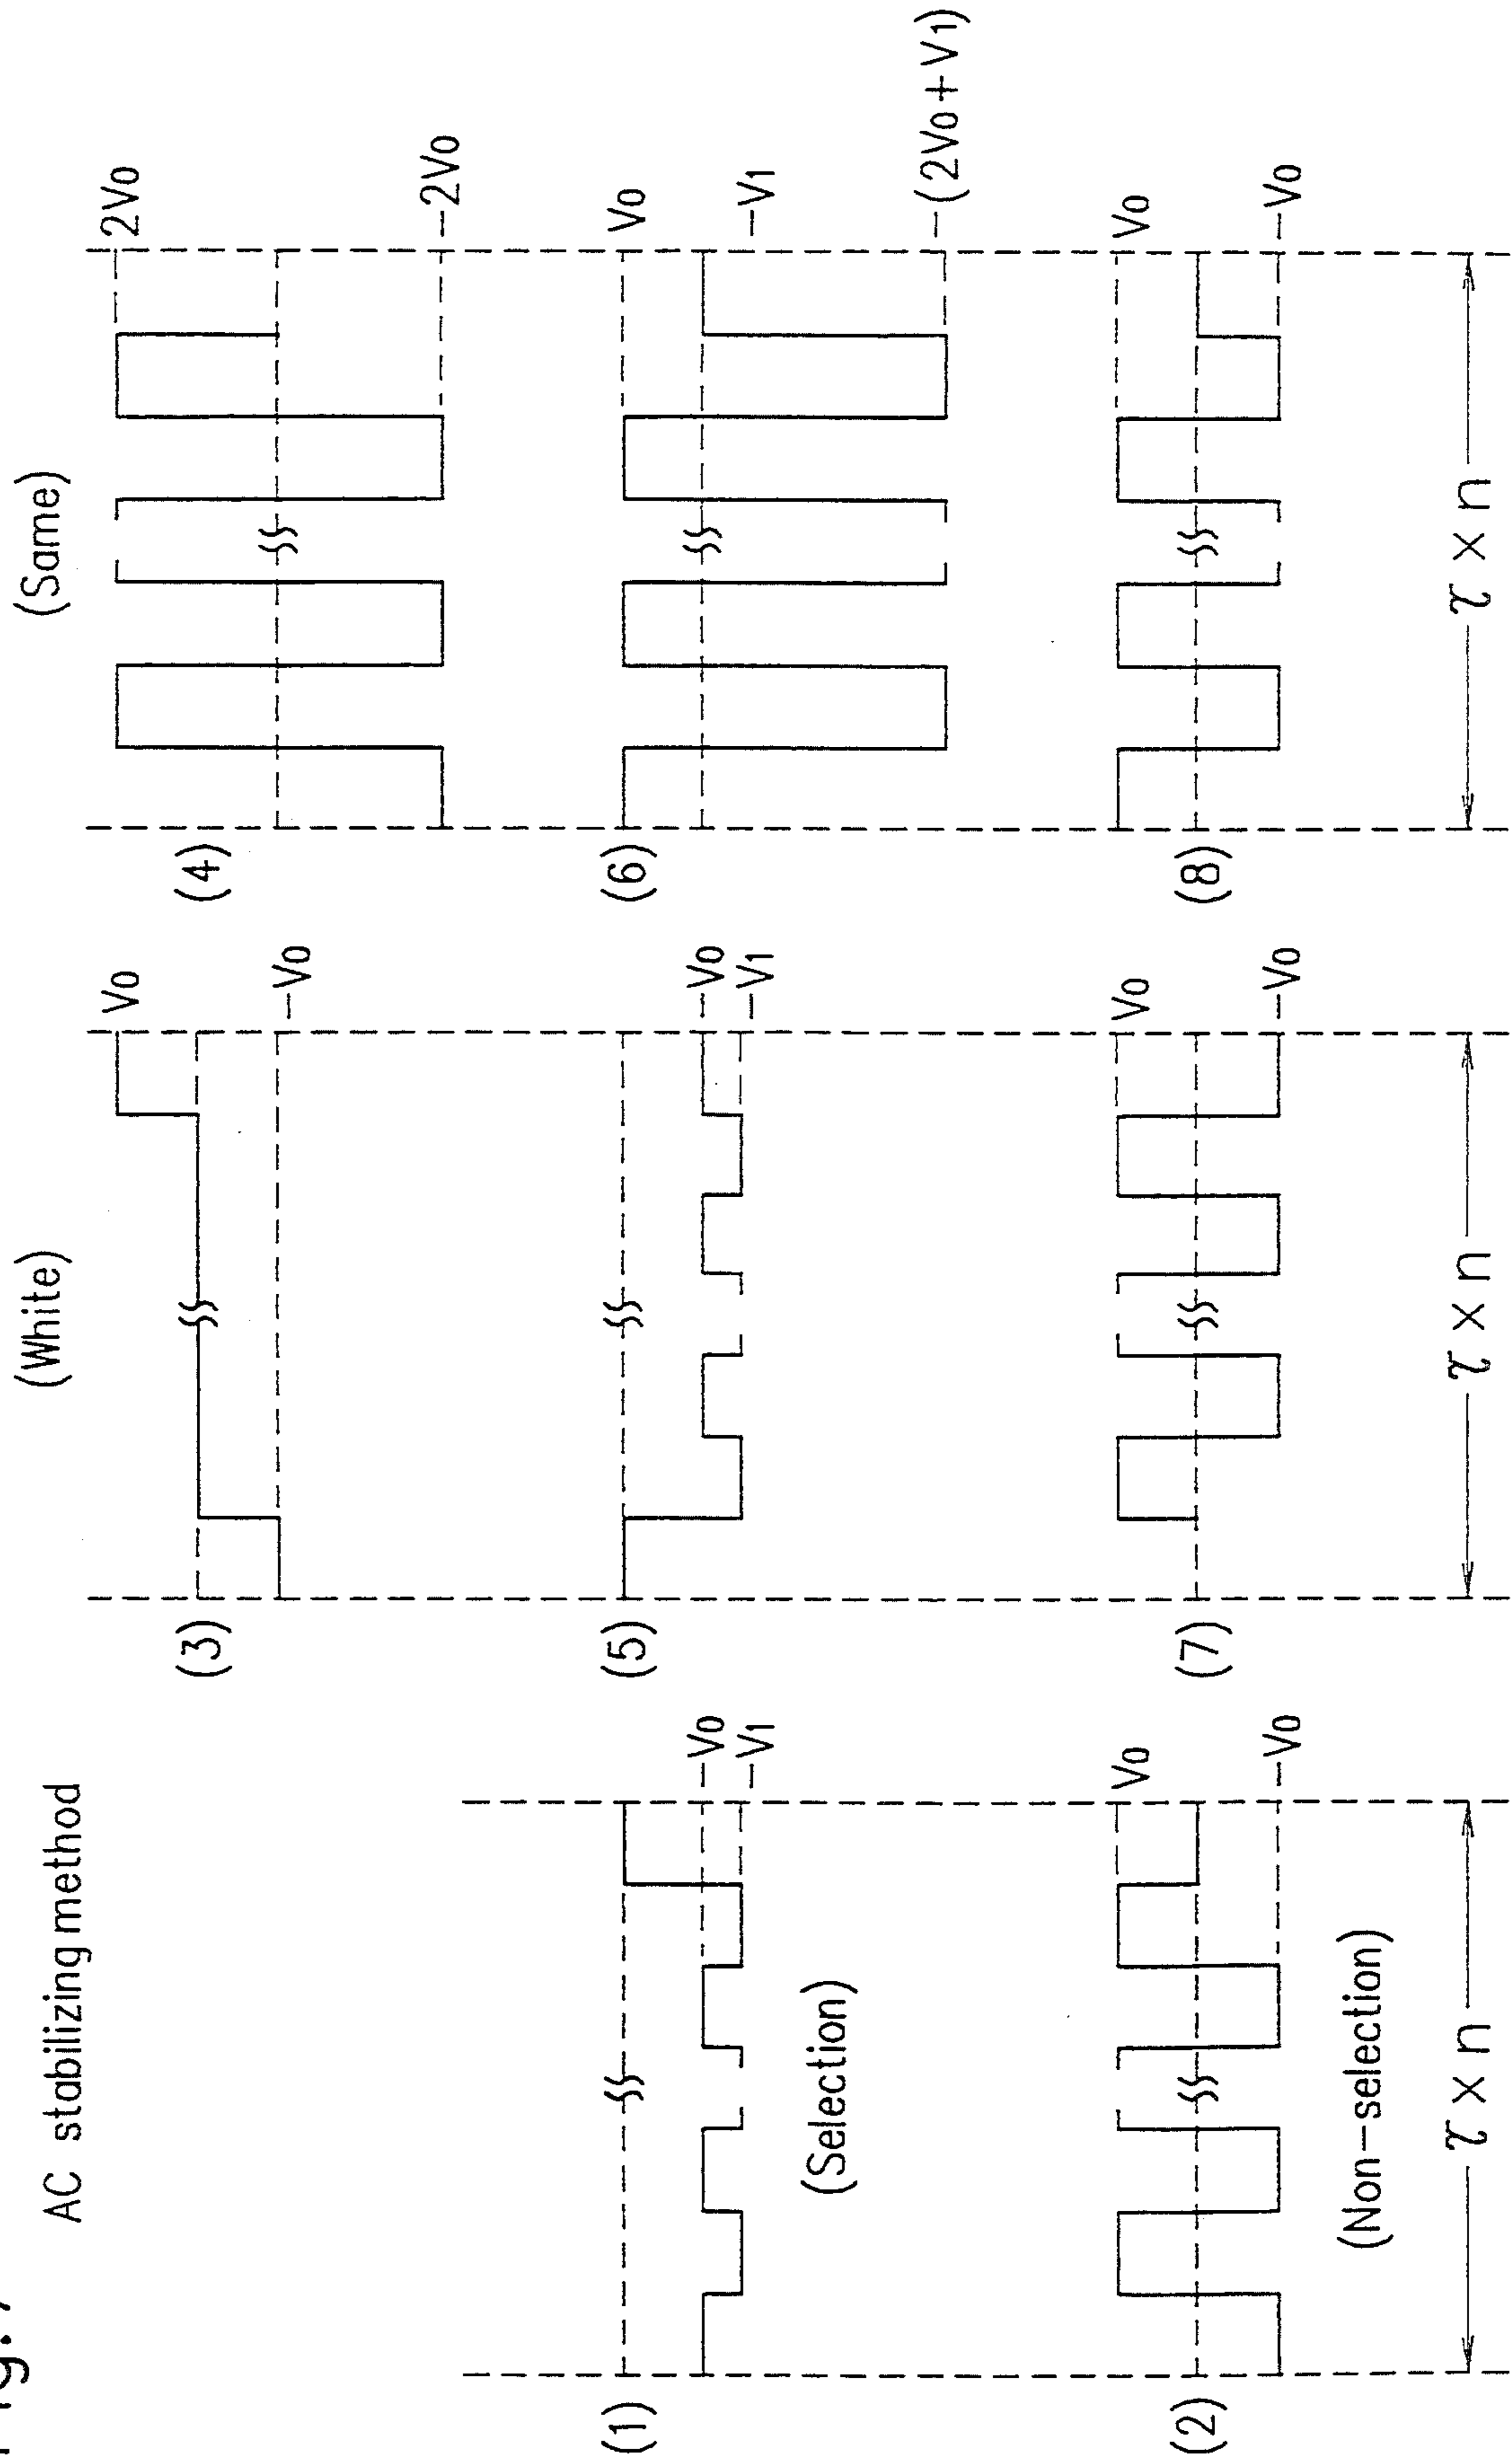 AC stabilizing method
(White)
(Same)
(3)
V0
-V0
(4)
2V0
-2V0
(1)
-V0
-V1
(Selection)
(5)
-V0
-V1
(6)
V0
-V1
-(2V0+V1)
(2)
V0
-V0
(Non-selection)
(7)
V0
-V0
(8)
V0
-V0
τ × n
τ × n
τ × n